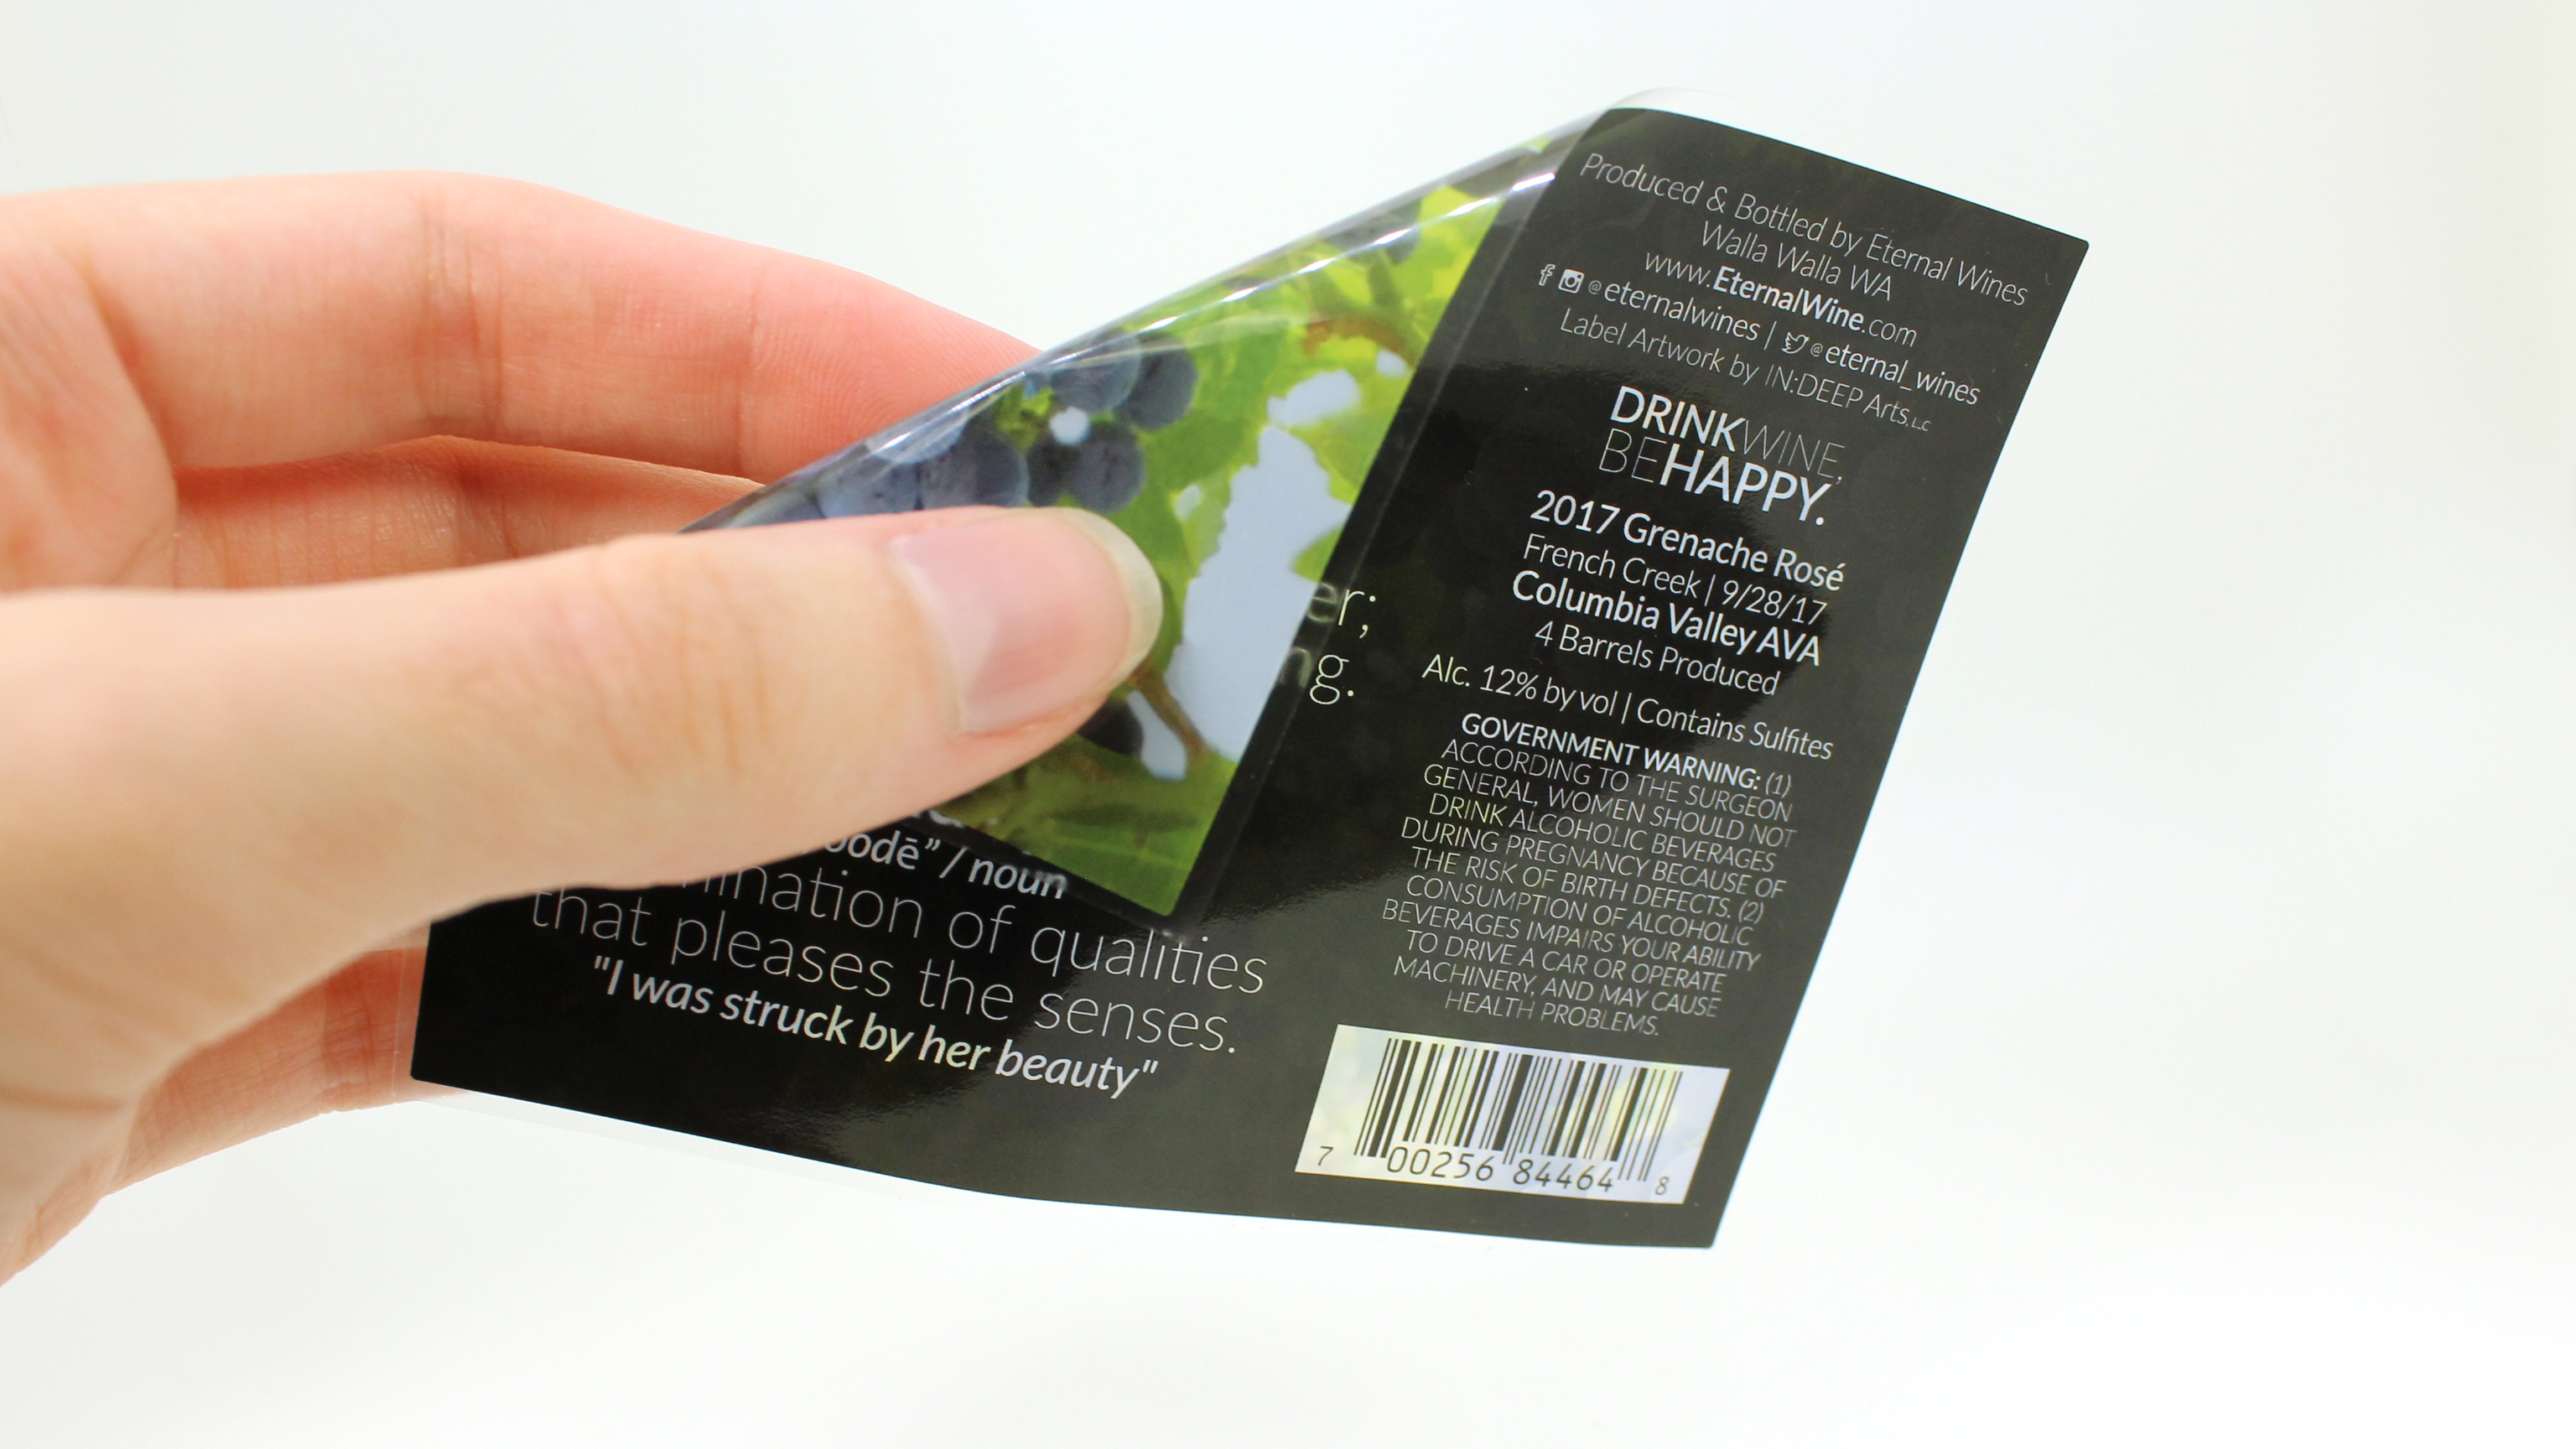 Produced & Bottled by Eternal Wines
Walla Walla WA
www.EternalWine.com
@eternalwines | @eternal_wines
Label Artwork by IN:DEEP Arts, LLC
DRINKWINE,
BEHAPPY.
2017 Grenache Rosé
French Creek | 9/28/17
Columbia Valley AVA
4 Barrels Produced
Alc. 12% by vol | Contains Sulfites
GOVERNMENT WARNING: (1)
ACCORDING TO THE SURGEON
GENERAL, WOMEN SHOULD NOT
DRINK ALCOHOLIC BEVERAGES
DURING PREGNANCY BECAUSE OF
THE RISK OF BIRTH DEFECTS. (2)
CONSUMPTION OF ALCOHOLIC
BEVERAGES IMPAIRS YOUR ABILITY
TO DRIVE A CAR OR OPERATE
MACHINERY, AND MAY CAUSE
HEALTH PROBLEMS.
7 00256 84464 8
/ noun
of qualities
that pleases the senses.
"I was struck by her beauty"